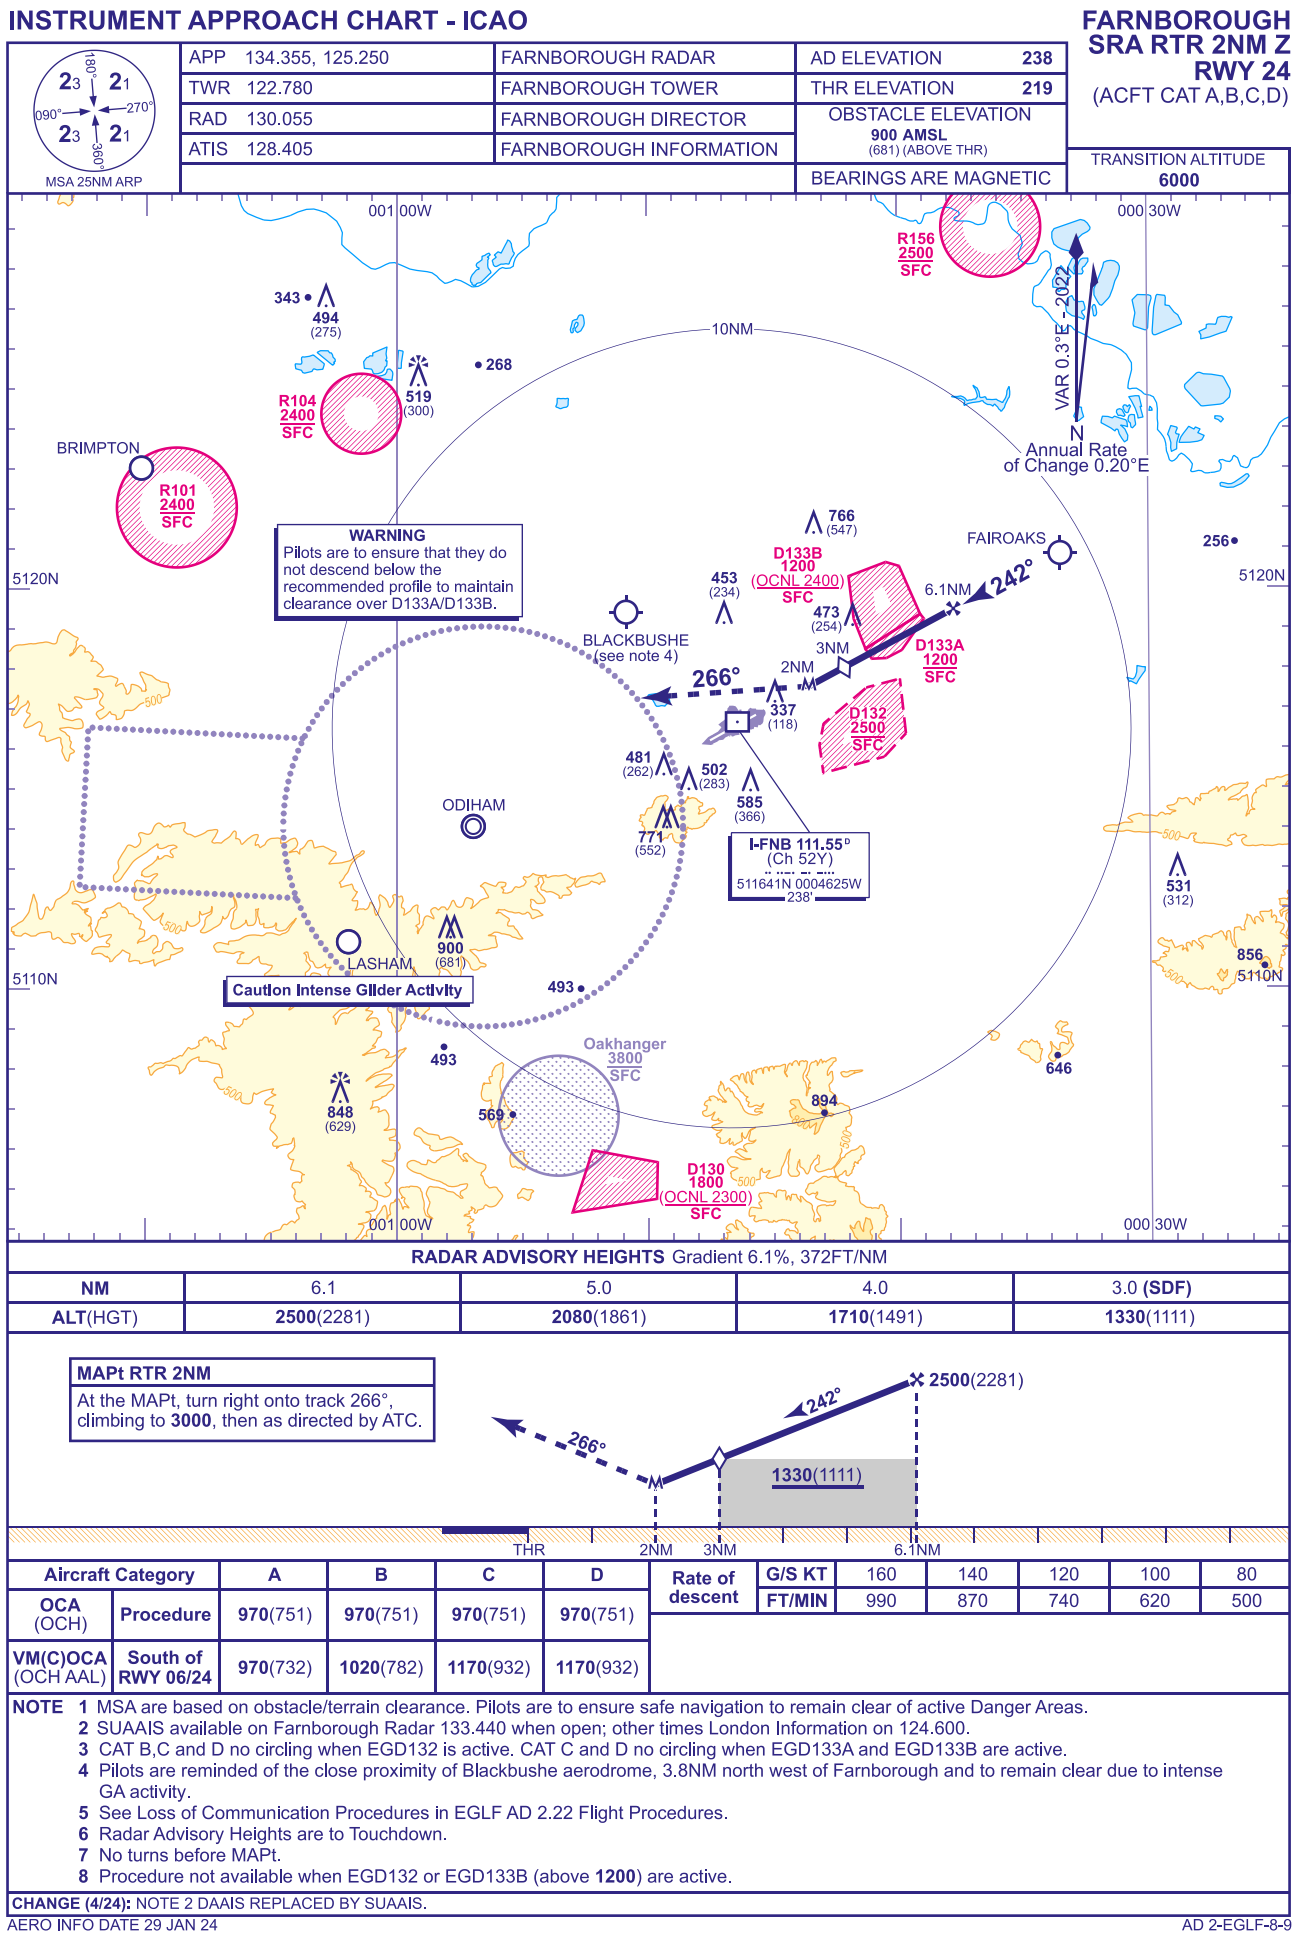 INSTRUMENT APPROACH CHART - ICAO
FARNBOROUGH
SRA RTR 2NM Z
RWY 24
(ACFT CAT A,B,C,D)
180°
23 21
090° 270°
23 21
360°
MSA 25NM ARP
APP 134.355, 125.250 FARNBOROUGH RADAR
TWR 122.780 FARNBOROUGH TOWER
RAD 130.055 FARNBOROUGH DIRECTOR
ATIS 128.405 FARNBOROUGH INFORMATION
AD ELEVATION 238
THR ELEVATION 219
OBSTACLE ELEVATION
900 AMSL
(681) (ABOVE THR)
BEARINGS ARE MAGNETIC
TRANSITION ALTITUDE
6000
001 00W
000 30W
R156
2500
SFC
VAR 0.3°E - 2022
N
Annual Rate
of Change 0.20°E
343
494
(275)
10NM
268
519
(300)
R104
2400
SFC
BRIMPTON
R101
2400
SFC
WARNING
Pilots are to ensure that they do
not descend below the
recommended profile to maintain
clearance over D133A/D133B.
766
(547)
D133B
1200
(OCNL 2400)
SFC
FAIROAKS
256
5120N
5120N
453
(234)
473
(254)
6.1NM
242°
BLACKBUSHE
(see note 4)
3NM
D133A
1200
SFC
2NM
266°
500
337
(118)
D132
2500
SFC
481
(262)
502
(283)
585
(366)
ODIHAM
771
(552)
I-FNB 111.55D
(Ch 52Y)
511641N 0004625W
238'
500
531
(312)
500
900
(681)
LASHAM
Caution Intense Glider Activity
856
500
5110N
5110N
493
493
Oakhanger
3800
SFC
646
500
848
(629)
569
894
800
500
D130
1800
(OCNL 2300)
SFC
500
001 00W
000 30W
RADAR ADVISORY HEIGHTS Gradient 6.1%, 372FT/NM
NM 6.1 5.0 4.0 3.0 (SDF)
ALT(HGT) 2500(2281) 2080(1861) 1710(1491) 1330(1111)
MAPt RTR 2NM
At the MAPt, turn right onto track 266°,
climbing to 3000, then as directed by ATC.
2500(2281)
242°
266°
1330(1111)
THR 2NM 3NM 6.1NM
Aircraft Category A B C D
OCA
(OCH) Procedure 970(751) 970(751) 970(751) 970(751)
VM(C)OCA
(OCH AAL) South of
RWY 06/24 970(732) 1020(782) 1170(932) 1170(932)
Rate of
descent
G/S KT 160 140 120 100 80
FT/MIN 990 870 740 620 500
NOTE 1 MSA are based on obstacle/terrain clearance. Pilots are to ensure safe navigation to remain clear of active Danger Areas.
2 SUAAIS available on Farnborough Radar 133.440 when open; other times London Information on 124.600.
3 CAT B,C and D no circling when EGD132 is active. CAT C and D no circling when EGD133A and EGD133B are active.
4 Pilots are reminded of the close proximity of Blackbushe aerodrome, 3.8NM north west of Farnborough and to remain clear due to intense
GA activity.
5 See Loss of Communication Procedures in EGLF AD 2.22 Flight Procedures.
6 Radar Advisory Heights are to Touchdown.
7 No turns before MAPt.
8 Procedure not available when EGD132 or EGD133B (above 1200) are active.
CHANGE (4/24): NOTE 2 DAAIS REPLACED BY SUAAIS.
AERO INFO DATE 29 JAN 24
AD 2-EGLF-8-9